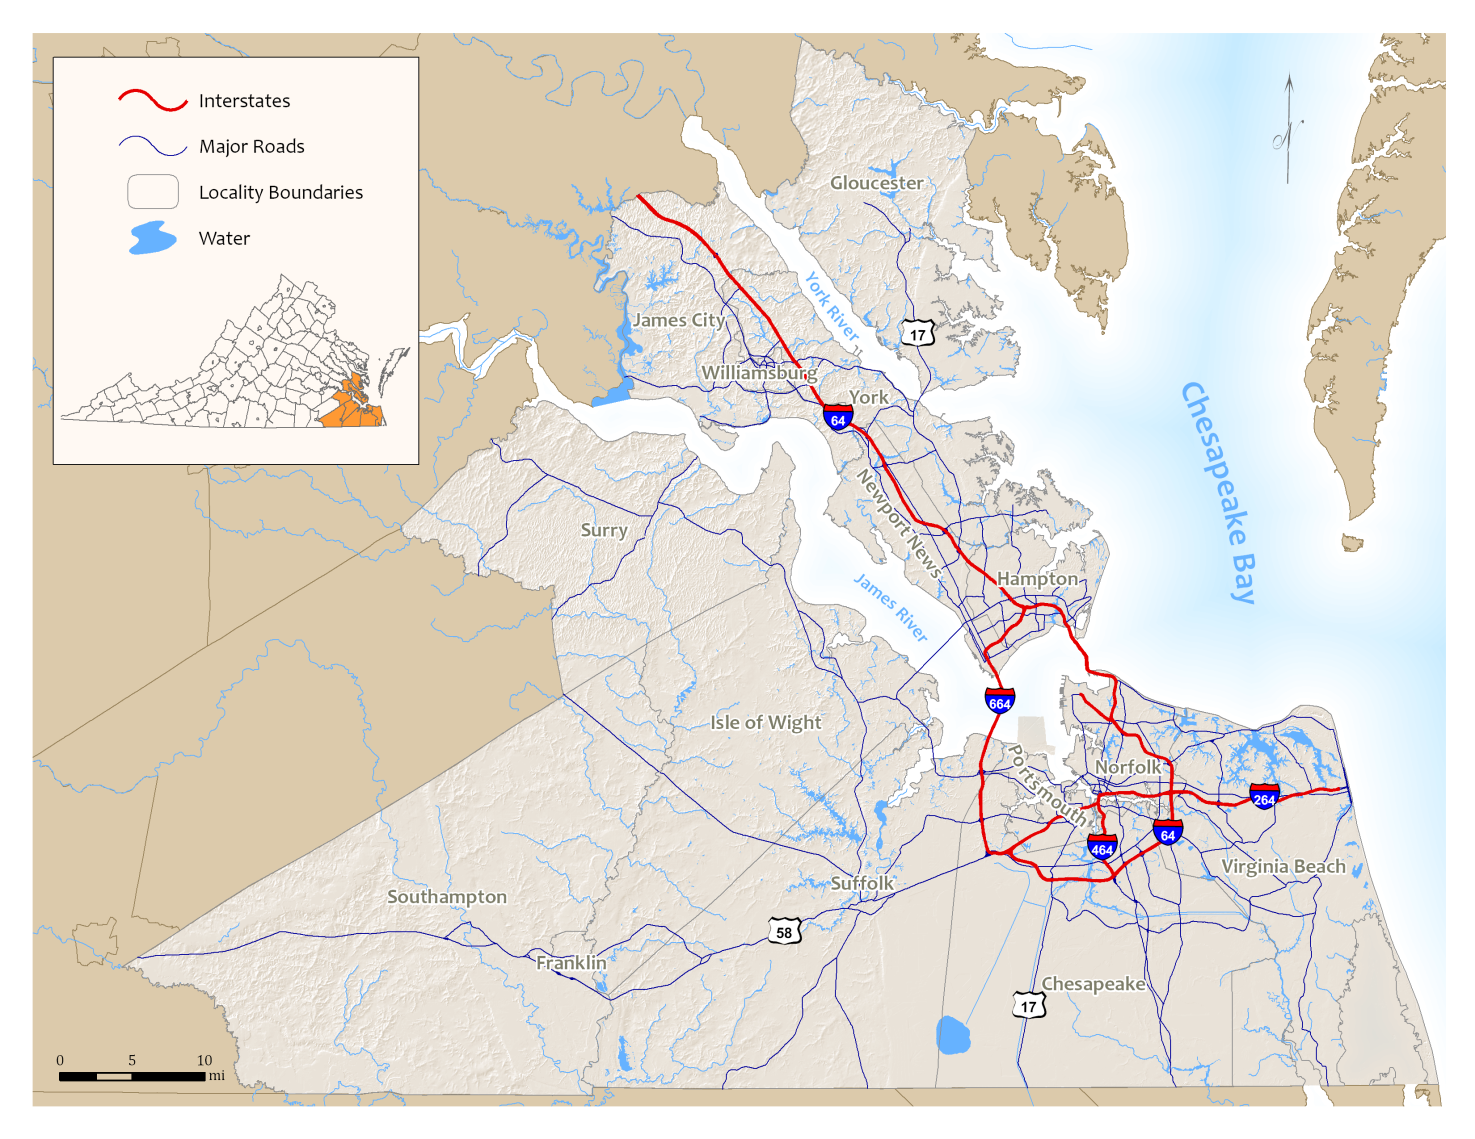 Interstates
Major Roads
Locality Boundaries
Water
N
Gloucester
York River
17
James City
Williamsburg
York
64
Chesapeake Bay
Newport News
Surry
Hampton
James River
664
Isle of Wight
Portsmouth
Norfolk
264
64
464
Virginia Beach
Suffolk
Southampton
58
Franklin
Chesapeake
17
0 5 10
mi